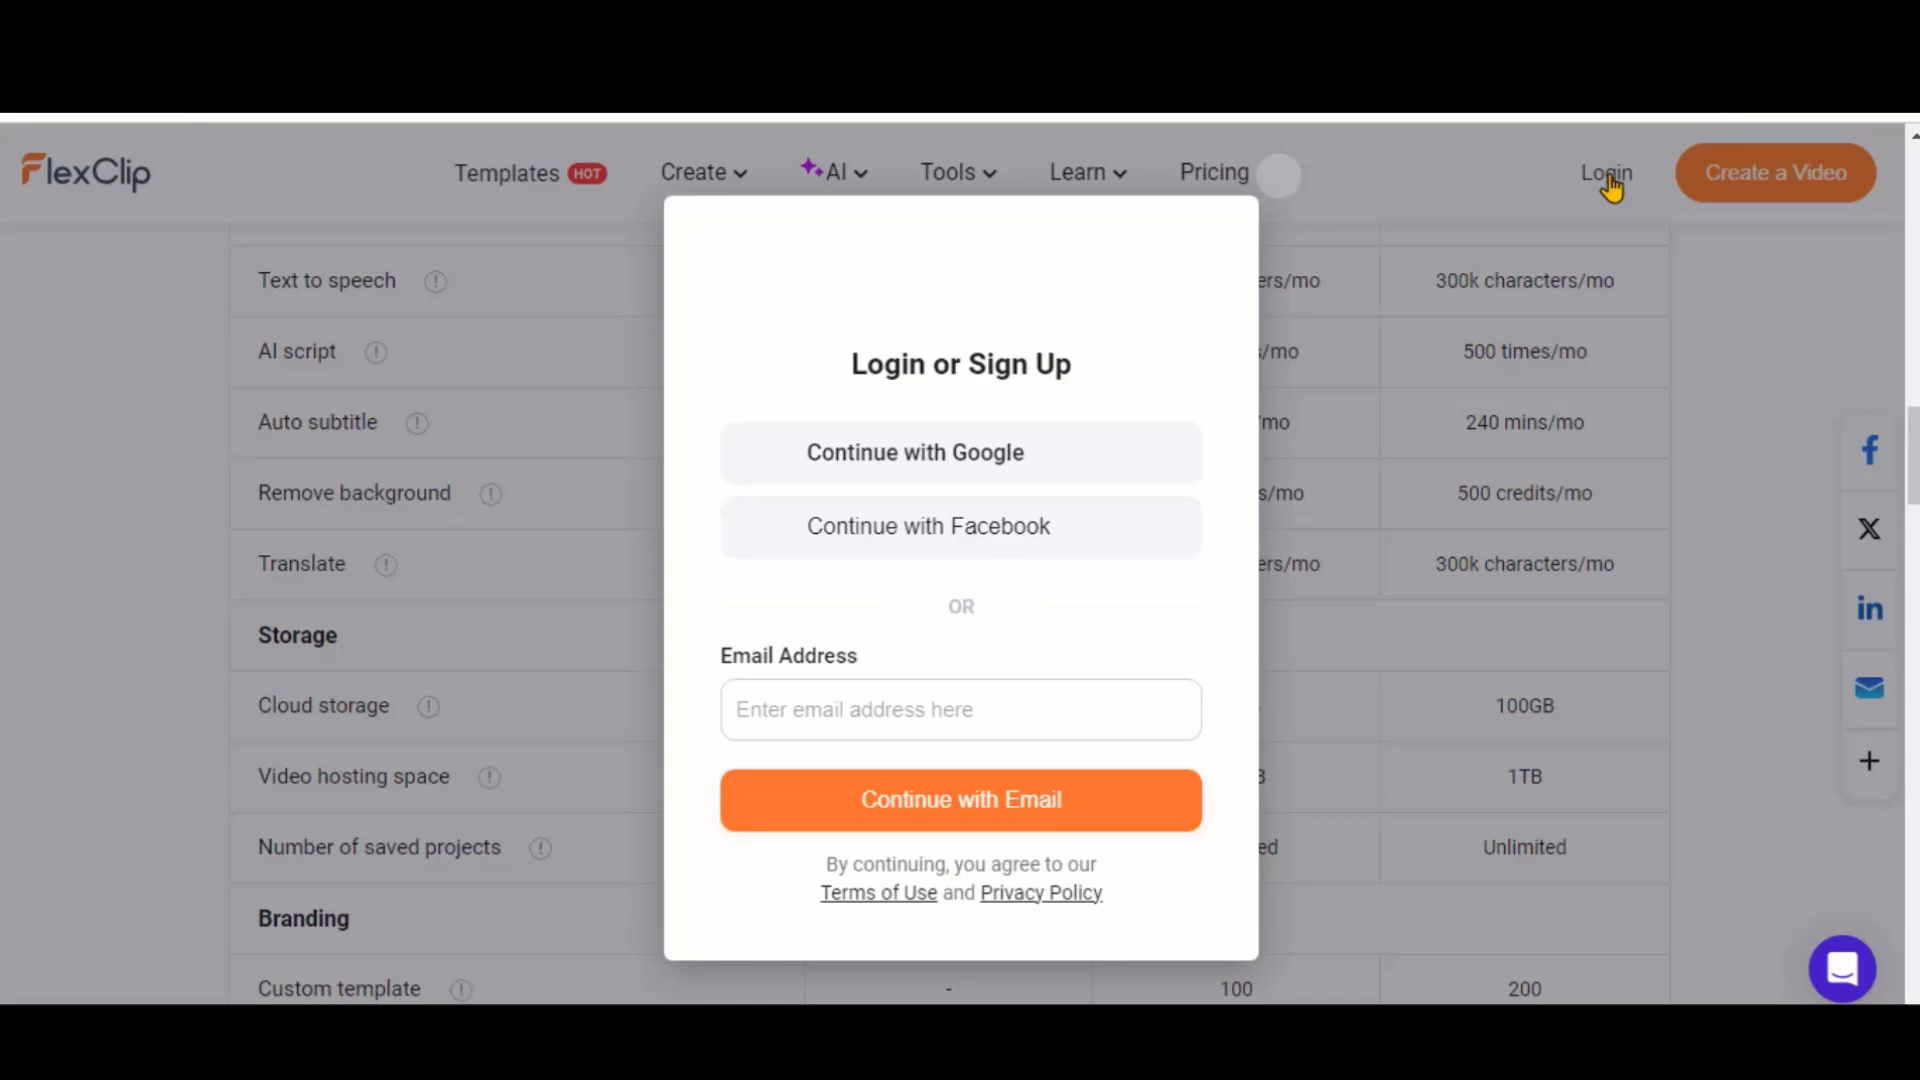 FlexClip
Templates HOT
Create
AI
Tools
Learn
Pricing
Login
Create a Video
Text to speech
ers/mo
300k characters/mo
AI script
s/mo
500 times/mo
Auto subtitle
/mo
240 mins/mo
Remove background
s/mo
500 credits/mo
Translate
ers/mo
300k characters/mo
Storage
Cloud storage
100GB
Video hosting space
1TB
Number of saved projects
ed
Unlimited
Branding
Custom template
-
100
200
Login or Sign Up
Continue with Google
Continue with Facebook
OR
Email Address
Enter email address here
Continue with Email
By continuing, you agree to our
Terms of Use and Privacy Policy